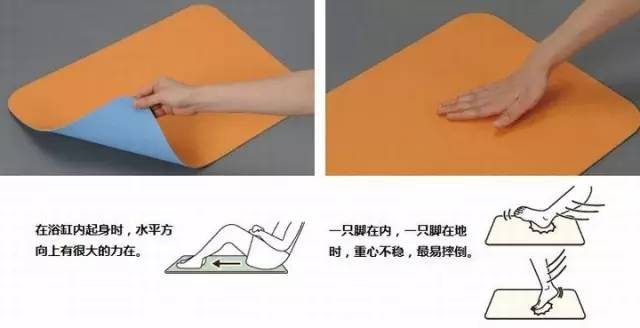 在浴缸内起身时，水平方
向上有很大的力在。
一只脚在内，一只脚在地
时，重心不稳，最易摔倒。